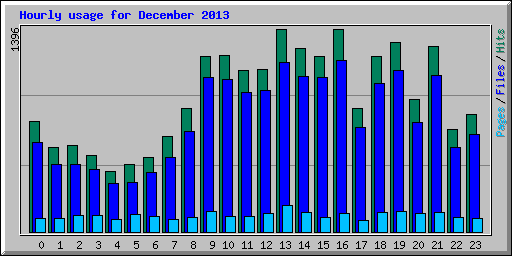 Hourly usage for December 2013
1396
Pages/Files/Hits
0 1 2 3 4 5 6 7 8 9 10 11 12 13 14 15 16 17 18 19 20 21 22 23